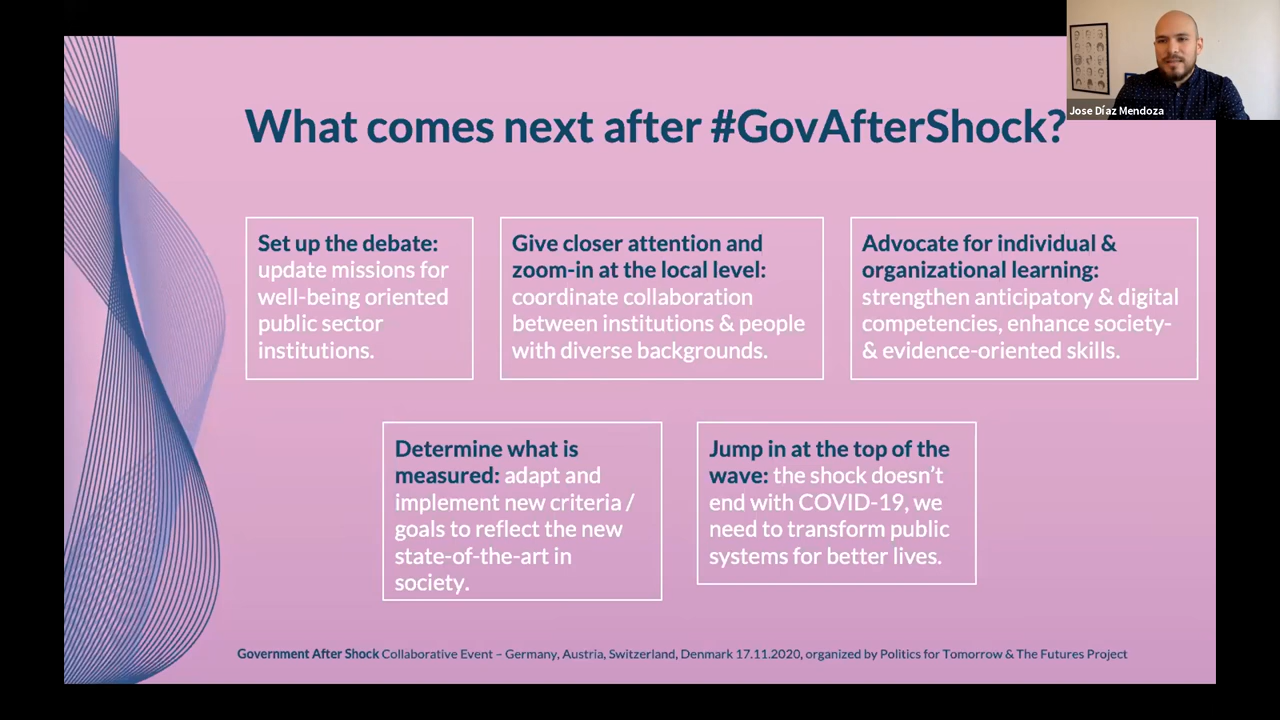 Jose Díaz Mendoza
What comes next after #GovAfterShock?
Set up the debate:
update missions for
well-being oriented
public sector
institutions.
Give closer attention and
zoom-in at the local level:
coordinate collaboration
between institutions & people
with diverse backgrounds.
Advocate for individual &
organizational learning:
strengthen anticipatory & digital
competencies, enhance society-
& evidence-oriented skills.
Determine what is
measured: adapt and
implement new criteria /
goals to reflect the new
state-of-the-art in
society.
Jump in at the top of the
wave: the shock doesn't
end with COVID-19, we
need to transform public
systems for better lives.
Government After Shock Collaborative Event – Germany, Austria, Switzerland, Denmark 17.11.2020, organized by Politics for Tomorrow & The Futures Project